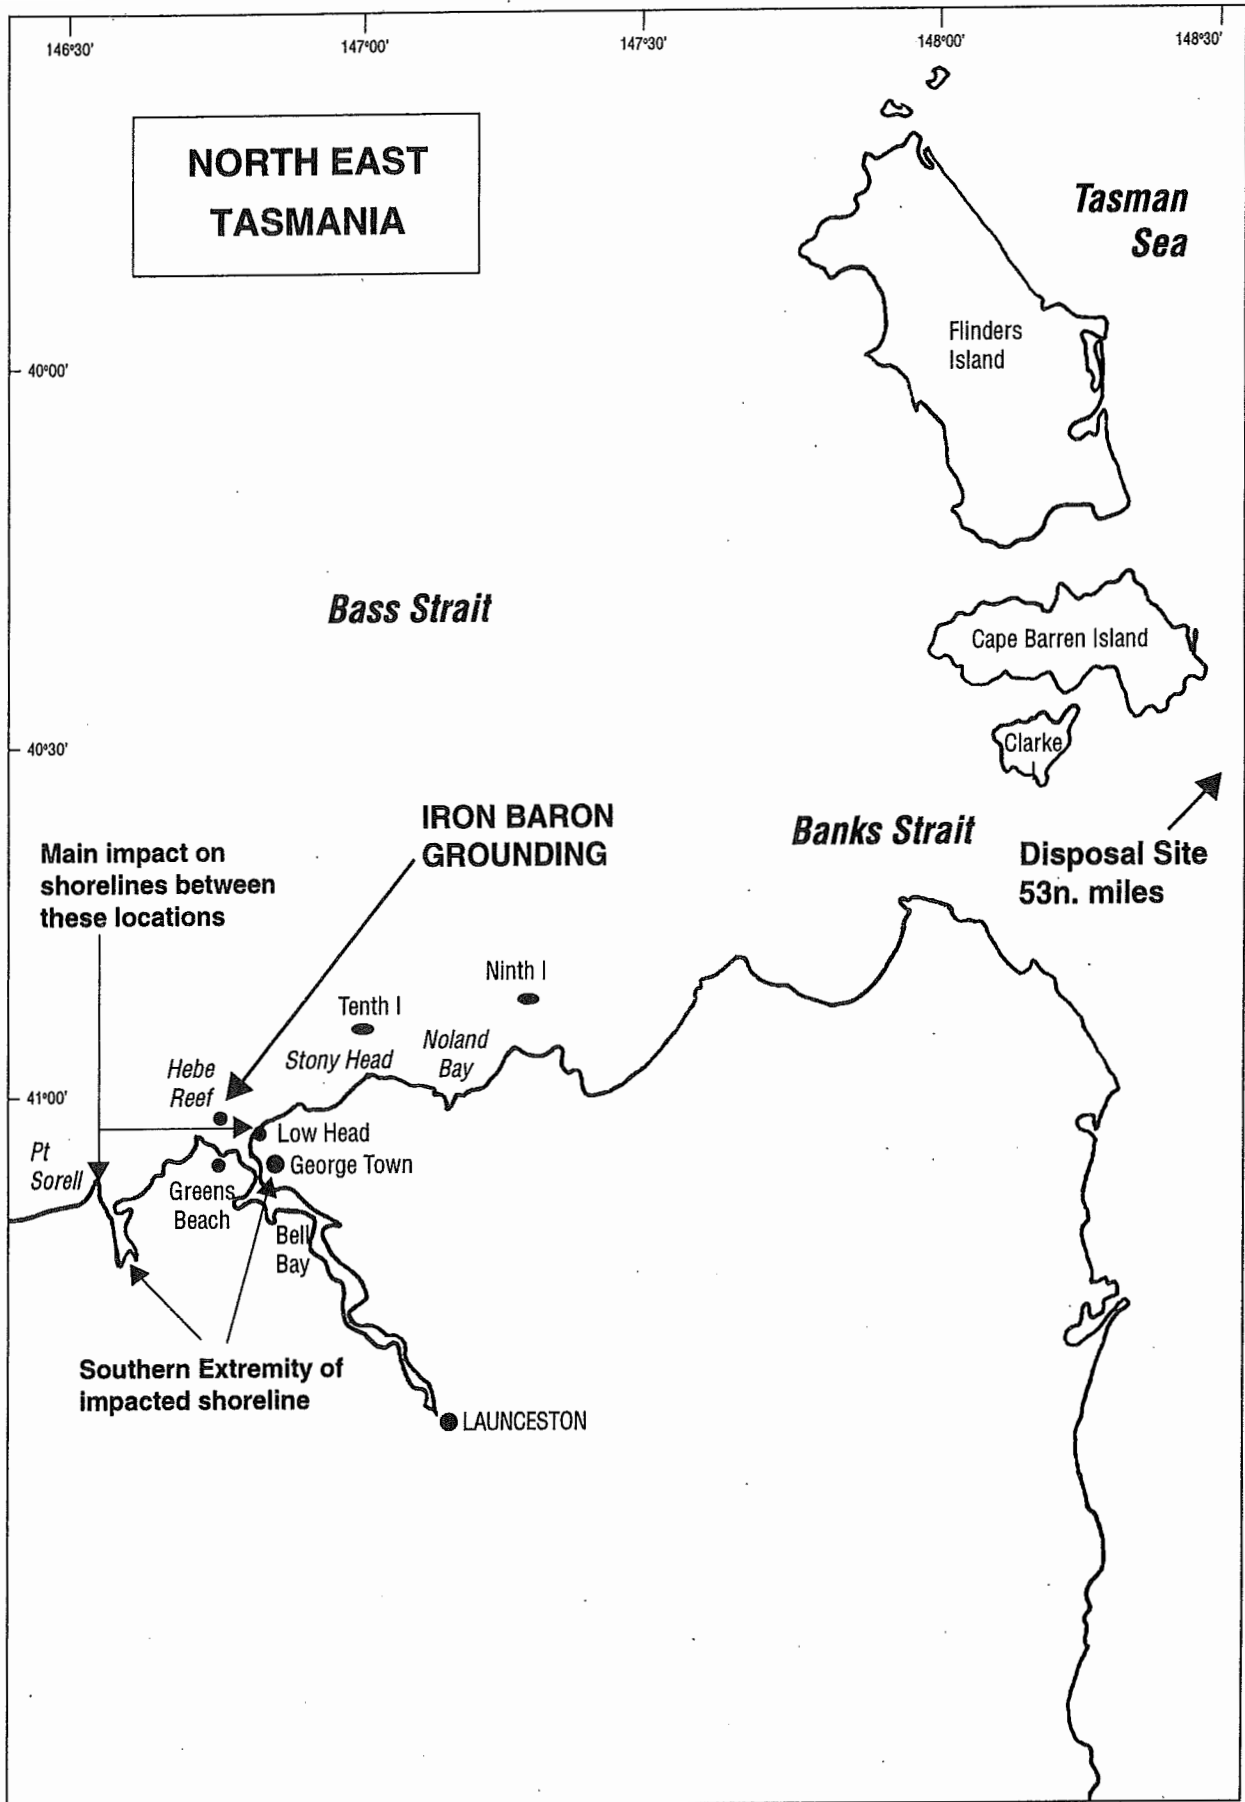 146°30'
147°00'
147°30'
148°00'
148°30'
NORTH EAST
TASMANIA
Tasman
Sea
Flinders
Island
40°00'
Bass Strait
Cape Barren Island
40°30'
Clarke
I
IRON BARON
GROUNDING
Banks Strait
Disposal Site
53n. miles
Main impact on
shorelines between
these locations
Ninth I
Tenth I
Noland
Bay
Stony Head
Hebe
Reef
41°00'
Low Head
George Town
Pt
Sorell
Greens
Beach
Bell
Bay
Southern Extremity of
impacted shoreline
LAUNCESTON